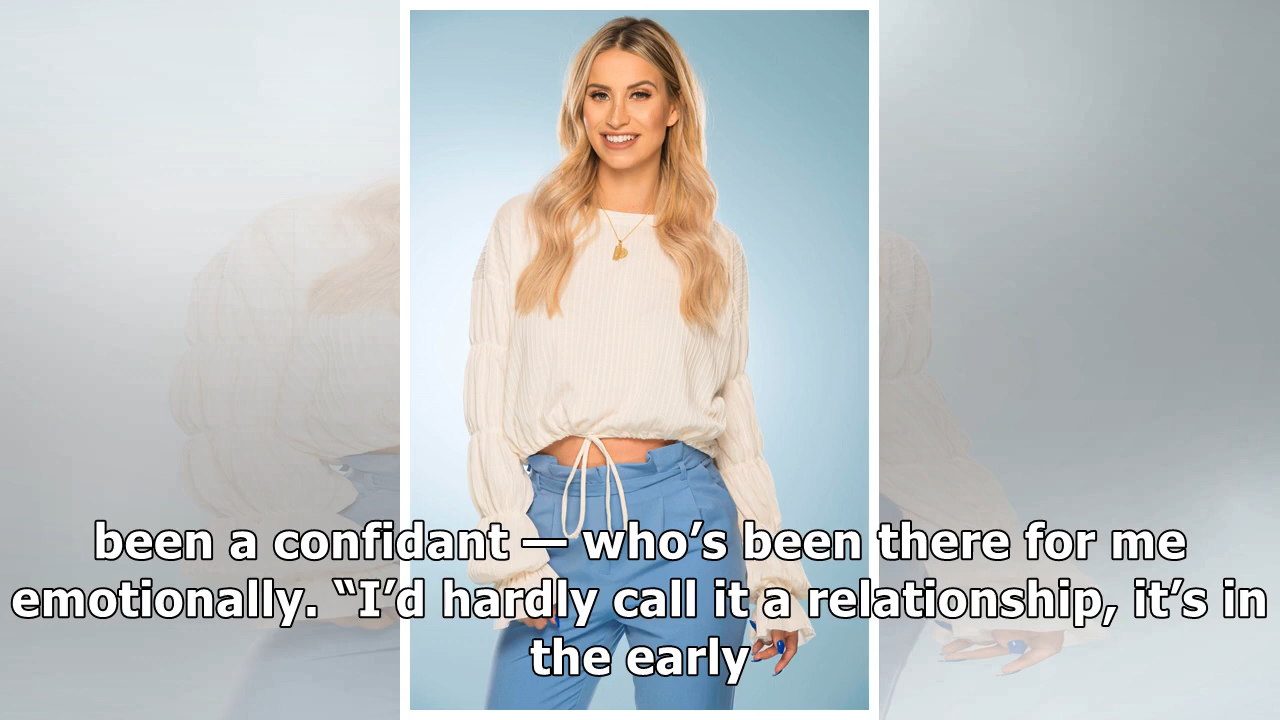 been a confidant — who’s been there for me
emotionally. “I’d hardly call it a relationship, it’s in
the early